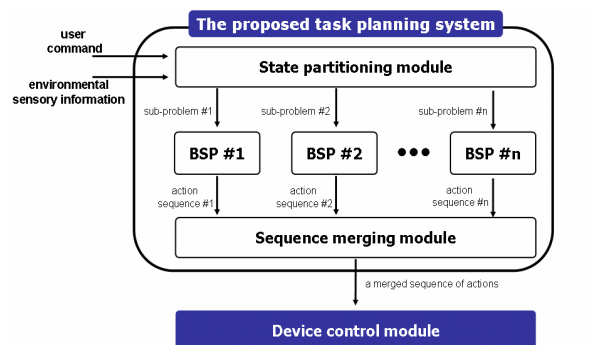 The proposed task planning system
user
command
environmental
sensory information
State partitioning module
sub-problem #1
sub-problem #2
sub-problem #n
BSP #1
BSP #2
BSP #n
action
sequence #1
action
sequence #2
action
sequence #n
Sequence merging module
a merged sequence of actions
Device control module